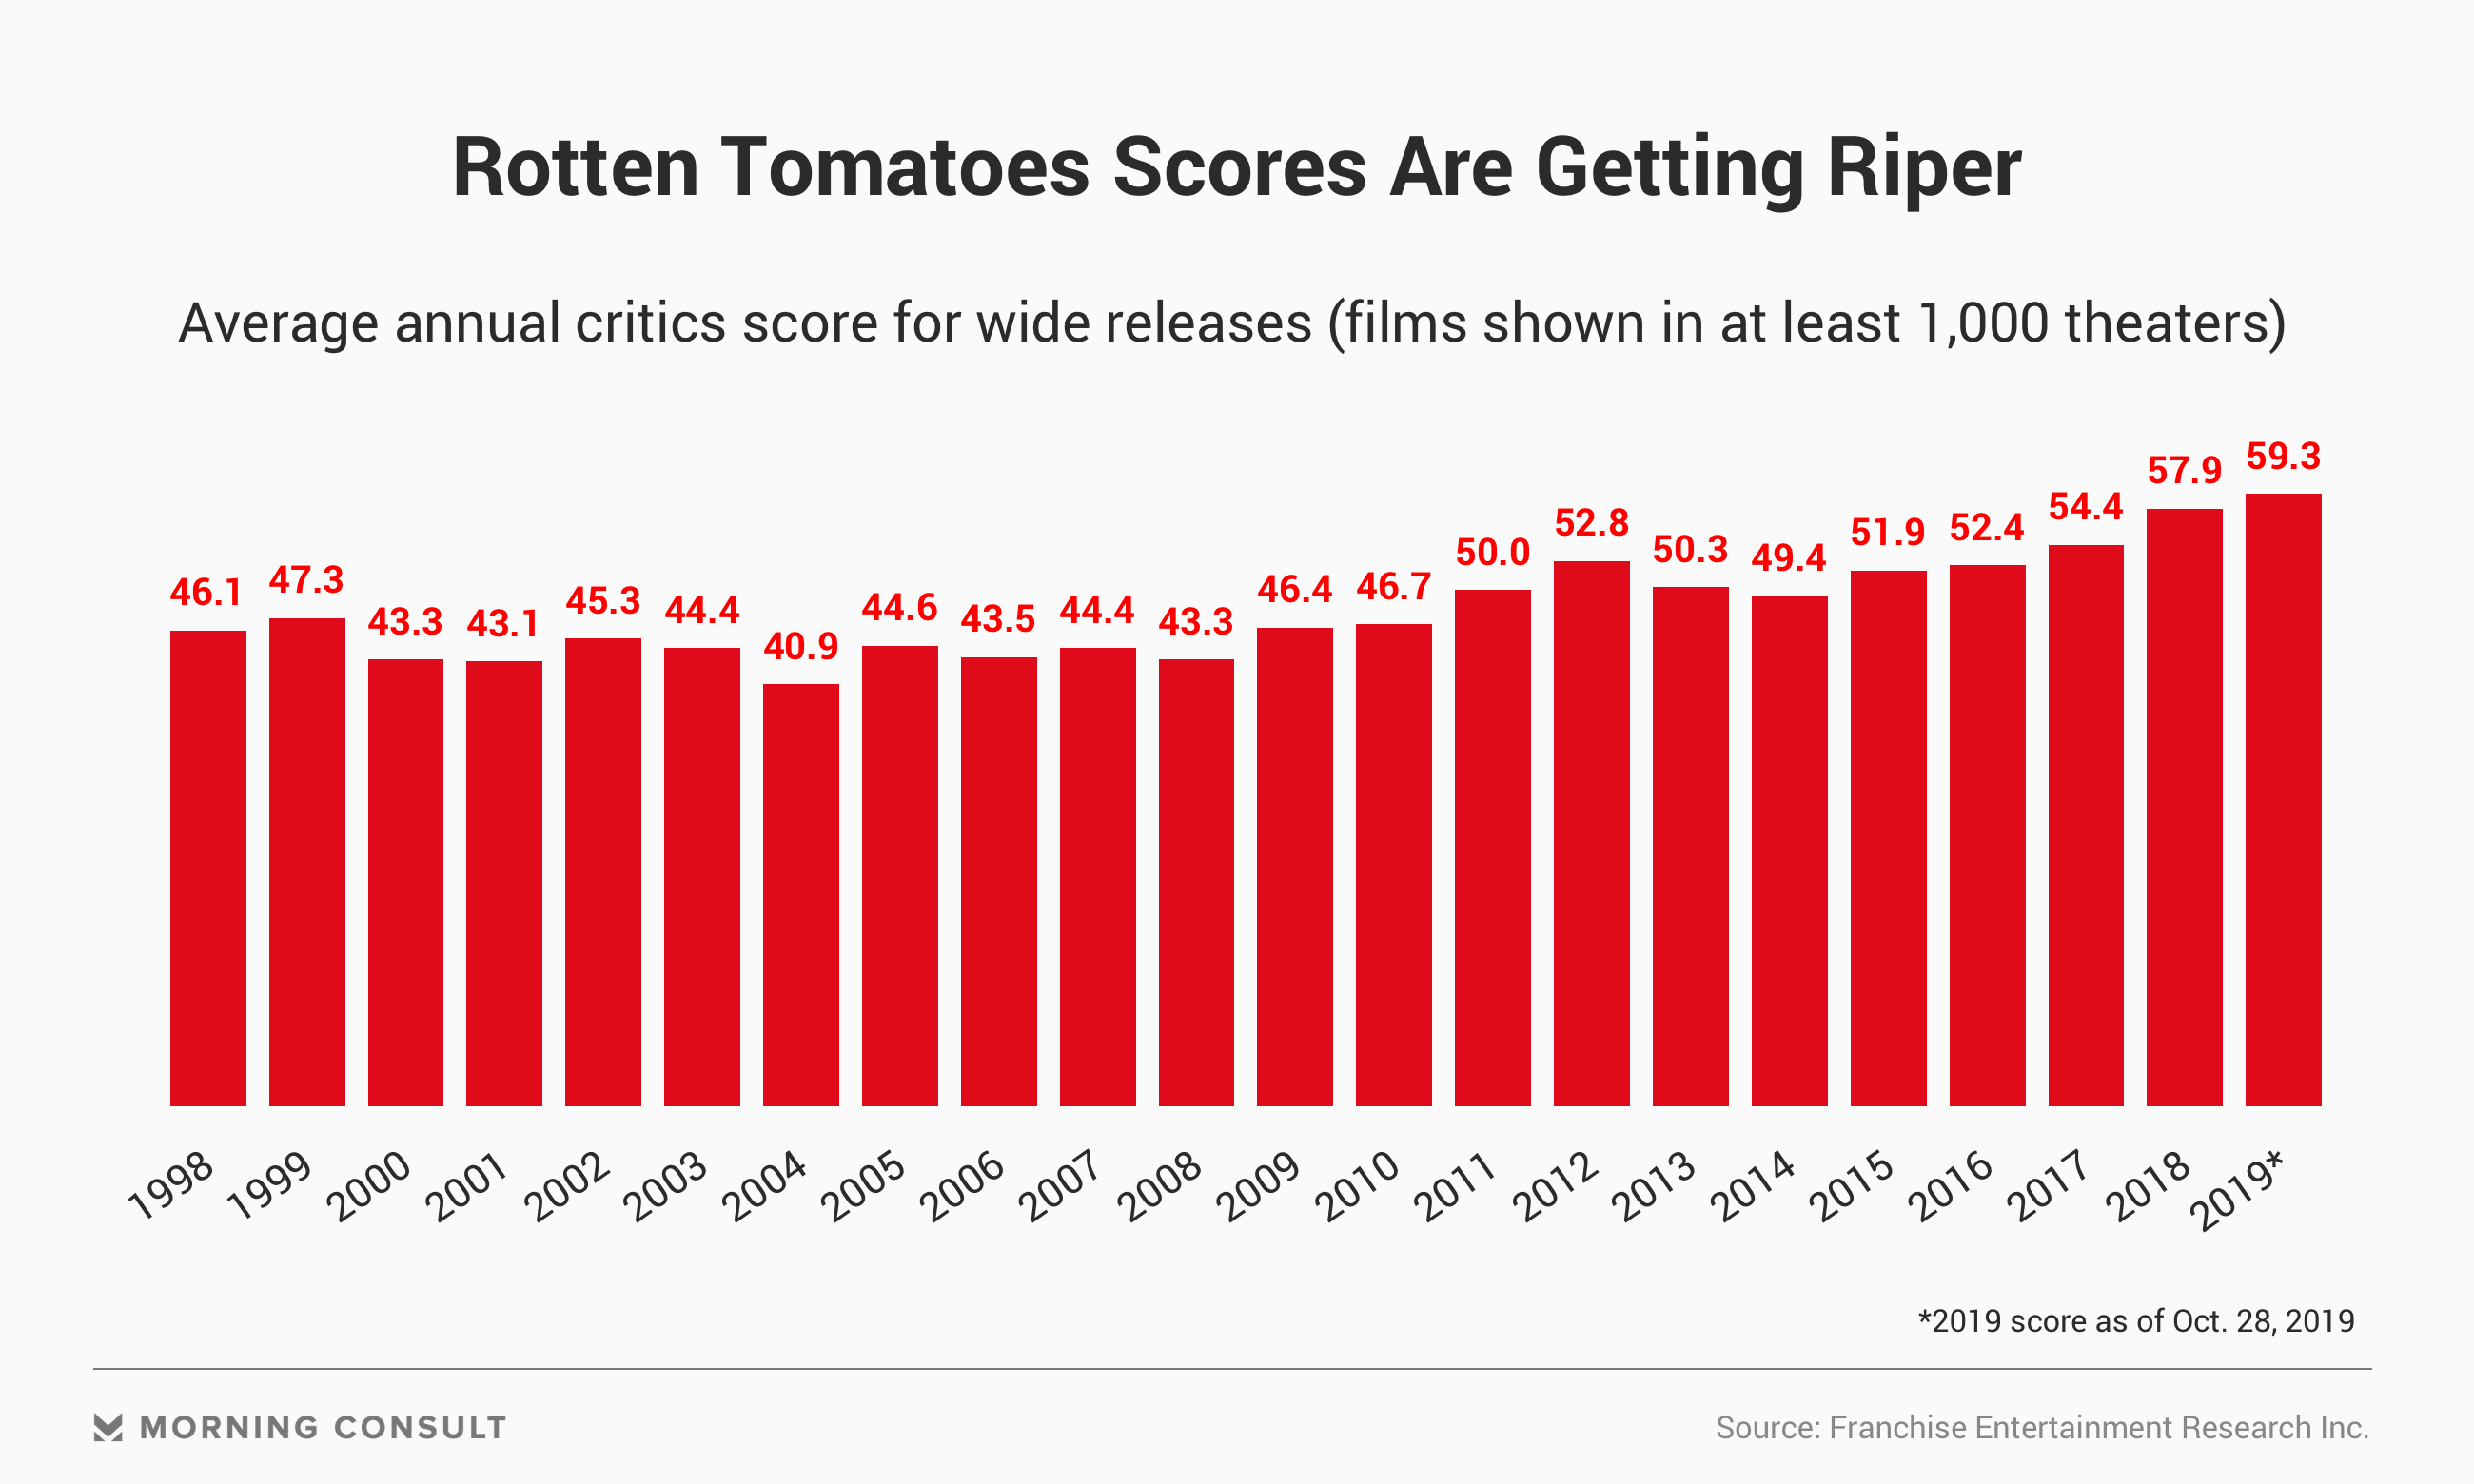 Rotten Tomatoes Scores Are Getting Riper
Average annual critics score for wide releases (films shown in at least 1,000 theaters)
46.1 47.3 43.3 43.1 45.3 44.4 40.9 44.6 43.5 44.4 43.3 46.4 46.7 50.0 52.8 50.3 49.4 51.9 52.4 54.4 57.9 59.3
1998 1999 2000 2001 2002 2003 2004 2005 2006 2007 2008 2009 2010 2011 2012 2013 2014 2015 2016 2017 2018 2019*
*2019 score as of Oct. 28, 2019
MORNING CONSULT
Source: Franchise Entertainment Research Inc.